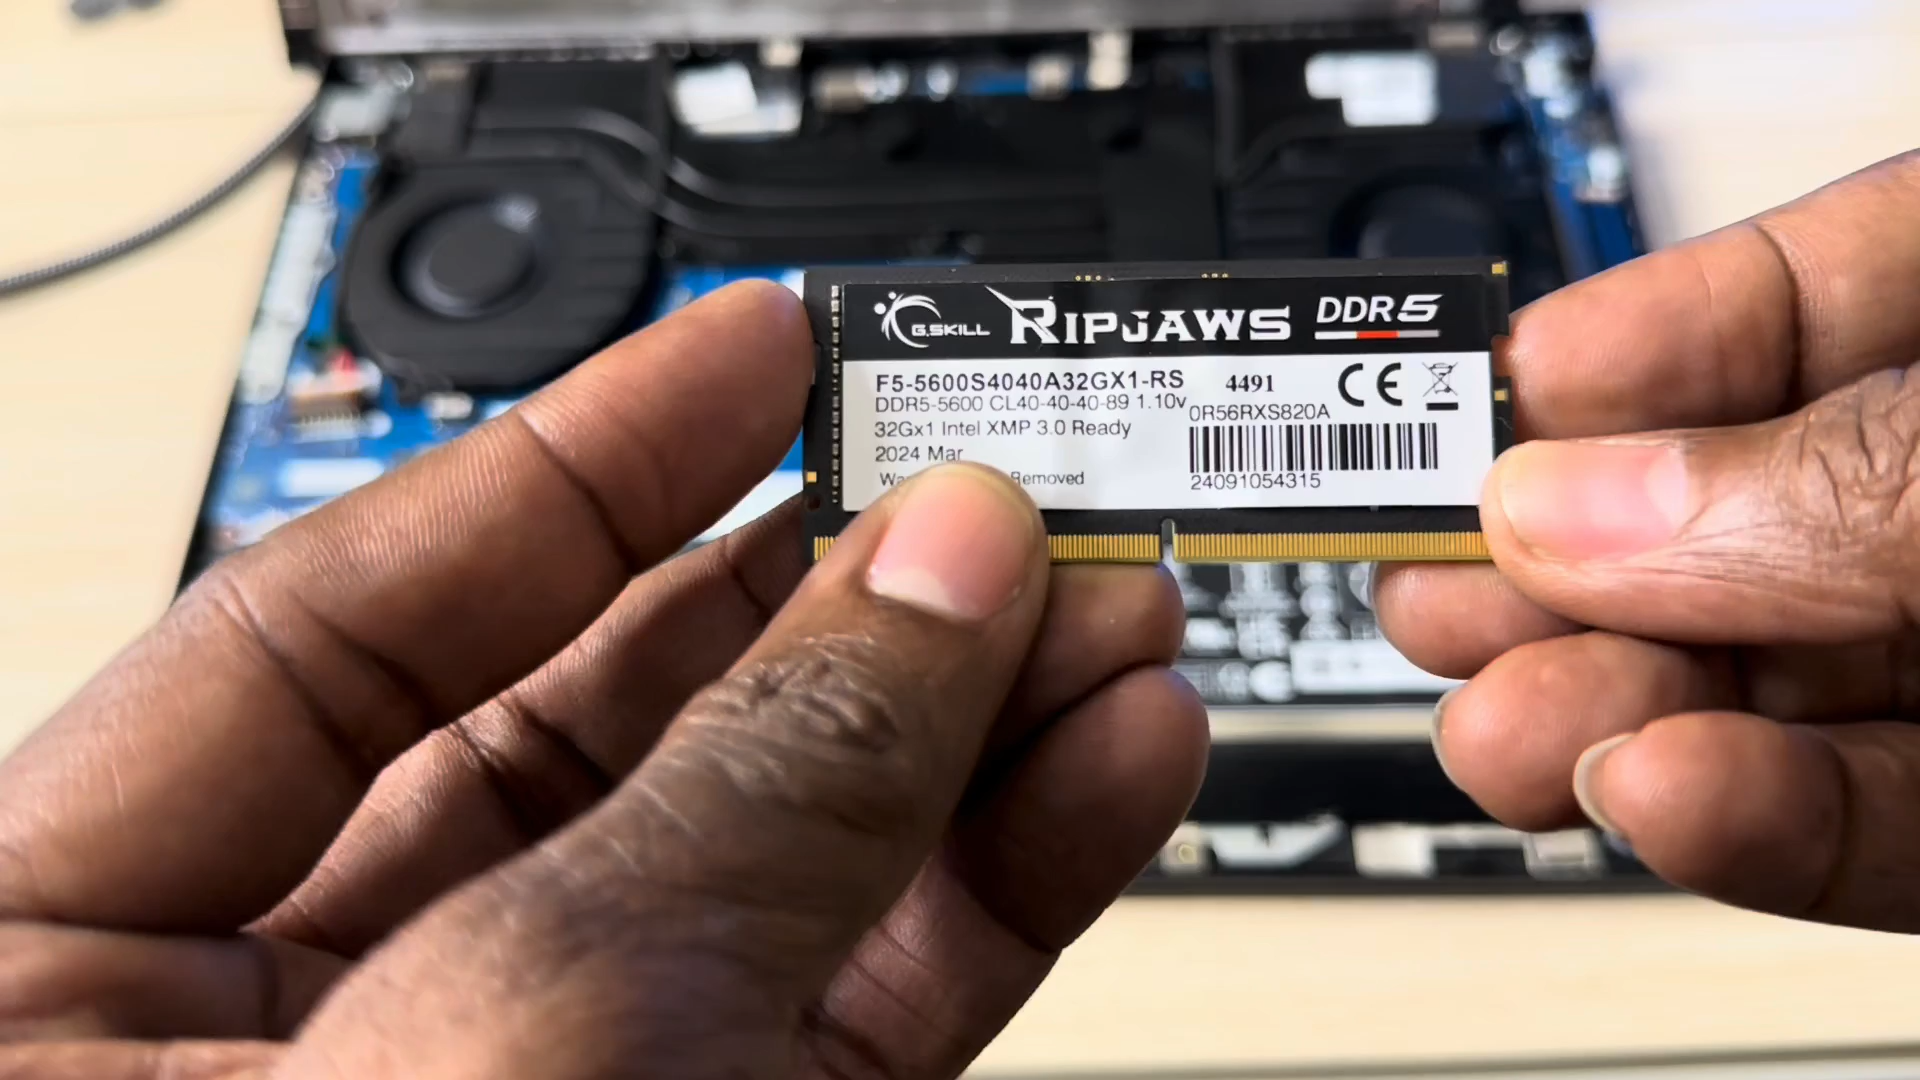 G.SKILL RIPJAWS DDR5
F5-5600S4040A32GX1-RS 4491
DDR5-5600 CL40-40-40-89 1.10v
0R56RXS820A
32Gx1 Intel XMP 3.0 Ready
2024 Mar
Removed
24091054315